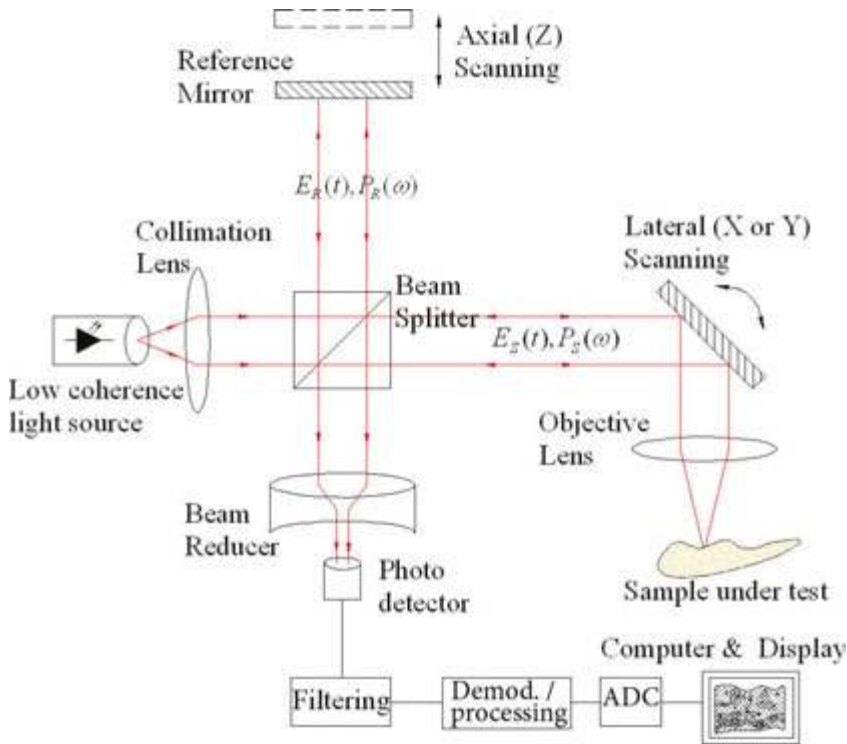 Axial (Z)
Scanning
Reference
Mirror
E_R(t), P_R(ω)
Collimation
Lens
Lateral (X or Y)
Scanning
Beam
Splitter
E_S(t), P_S(ω)
Low coherence
light source
Objective
Lens
Beam
Reducer
Photo
detector
Sample under test
Computer & Display
Filtering
Demod. /
processing
ADC